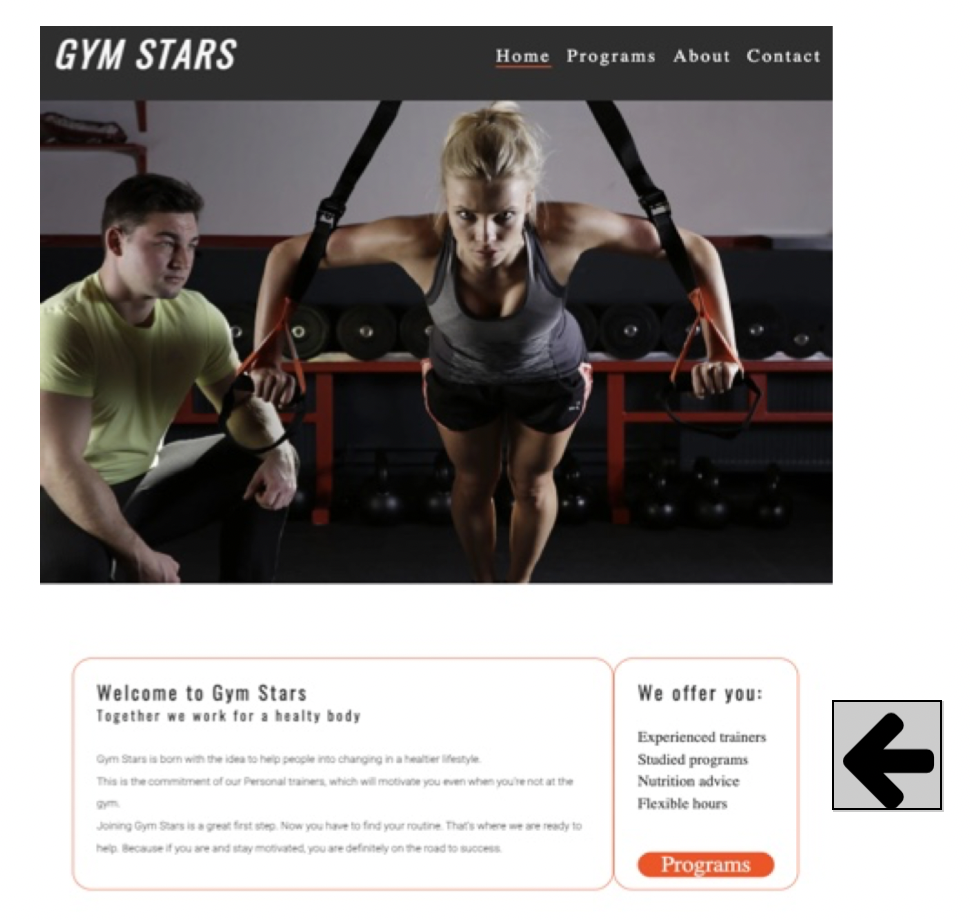 GYM STARS
Home Programs About Contact
Welcome to Gym Stars
Together we work for a healty body
Gym Stars is born with the idea to help people into changing in a healtier lifestyle.
This is the commitment of our Personal trainers, which will motivate you even when you're not at the
gym.
Joining Gym Stars is a great first step. Now you have to find your routine. That's where we are ready to
help. Because if you are and stay motivated, you are definitely on the road to success.
We offer you:
Experienced trainers
Studied programs
Nutrition advice
Flexible hours
Programs